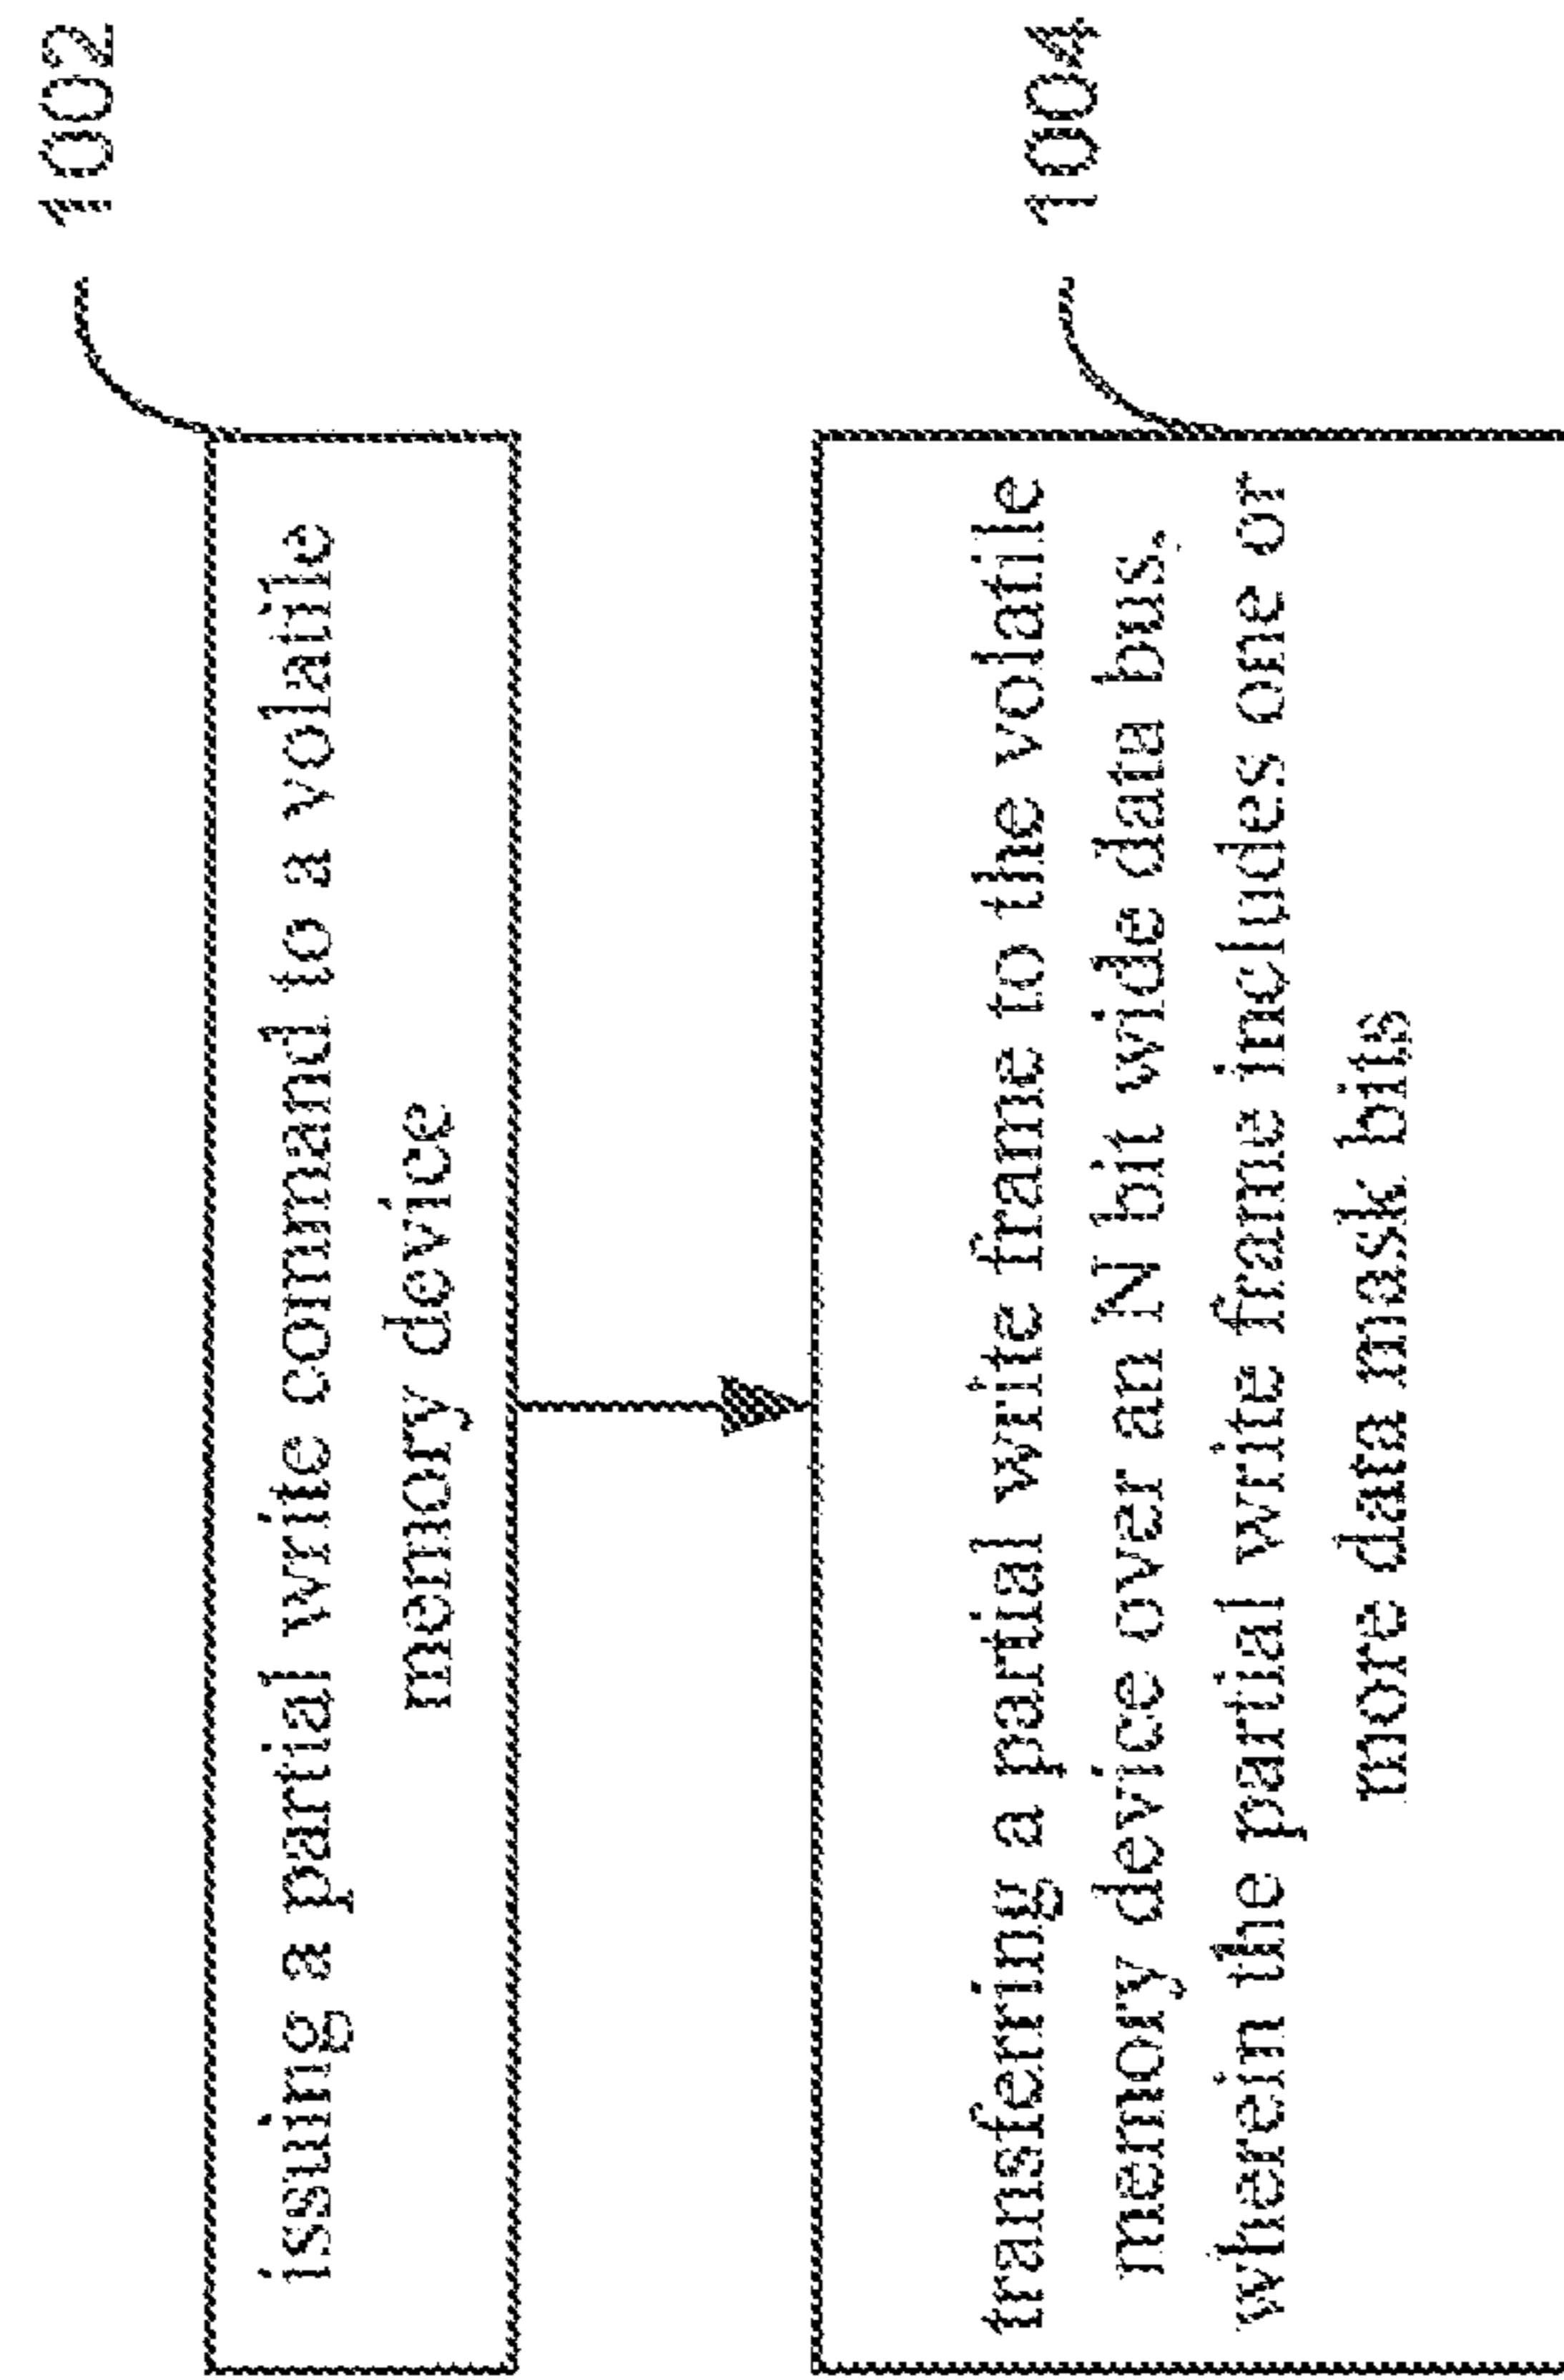 1002
issuing a partial write command to a volatile
memory device
1004
transferring a partial write frame to the volatile
memory device over an N bit wide data bus,
wherein the partial write frame includes one or
more data mask bits